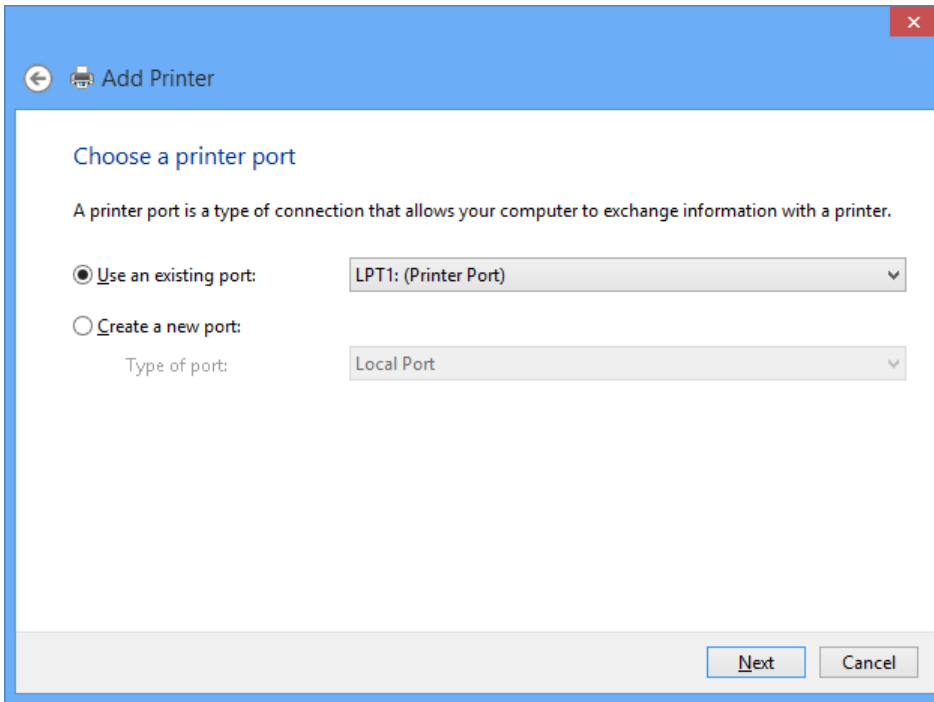 Add Printer
Choose a printer port
A printer port is a type of connection that allows your computer to exchange information with a printer.
Use an existing port: LPT1: (Printer Port)
Create a new port:
Type of port: Local Port
Next Cancel